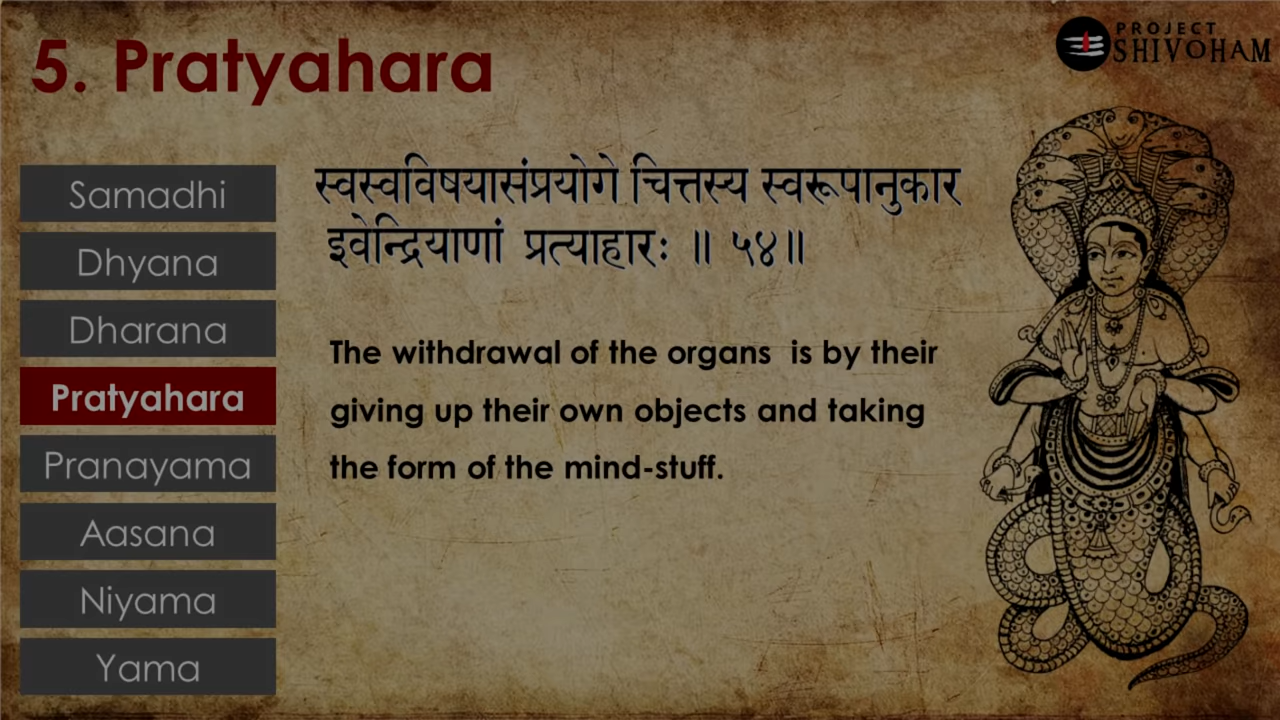 5. Pratyahara
PROJECT
SHIVOHAM
Samadhi
Dhyana
Dharana
Pratyahara
Pranayama
Aasana
Niyama
Yama
स्वस्वविषयासंप्रयोगे चित्तस्य स्वरूपानुकार
इवेन्द्रियाणां प्रत्याहारः ॥ ५४॥
The withdrawal of the organs is by their
giving up their own objects and taking
the form of the mind-stuff.